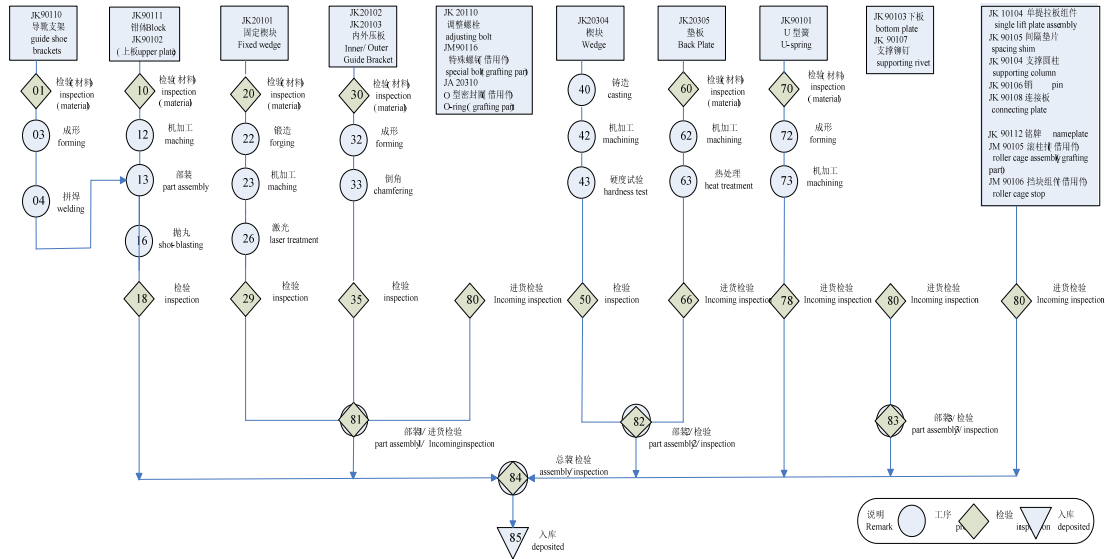 JK90110
导靴支架
guide shoe
brackets
JK90111
钳体Block
JK90102
(上板upper plate)
JK20101
固定楔块
Fixed wedge
JK20102
JK20103
内外压板
Inner/ Outer
Guide Bracket
JK 20110
调整螺栓
adjusting bolt
JM90116
特殊螺钉(借用件)
special bolt(grafting part)
JA 20310
O 型密封圈(借用件)
O-ring( grafting part)
JK20304
楔块
Wedge
JK20305
垫板
Back Plate
JK90101
U型簧
U-spring
JK90103下板
bottom plate
JK 90107
支撑铆钉
supporting rivet
JK 10104 单提拉板组件
single lift plate assembly
JK 90105 间隔垫片
spacing shim
JK 90104 支撑圆柱
supporting column
JK 90106销 pin
JK 90108 连接板
connecting plate
JK 90112 铭牌 nameplate
JM 90105 滚柱排(借用件)
roller cage assembly(grafting
part)
JM 90106 挡块组件(借用件)
roller cage stop
01
检验(材料)
inspection
(material)
10
检验(材料)
inspection
(material)
20
检验(材料)
inspection
(material)
30
检验(材料)
inspection
(material)
40
铸造
casting
60
检验(材料)
inspection
(material)
70
检验(材料)
inspection
(material)
03
成形
forming
12
机加工
maching
22
锻造
forging
32
成形
forming
42
机加工
machining
62
机加工
machining
72
成形
forming
04
拼焊
welding
13
部装
part assembly
23
机加工
maching
33
倒角
chamfering
43
硬度试验
hardness test
63
热处理
heat treatment
73
机加工
machining
16
抛丸
shot-blasting
26
激光
laser treatment
18
检验
inspection
29
检验
inspection
35
检验
inspection
80
进货检验
Incoming inspection
50
检验
inspection
66
进货检验
Incoming inspection
78
进货检验
Incoming inspection
80
进货检验
Incoming inspection
80
进货检验
Incoming inspection
81
部装1/ 进货检验
part assembly1/ Incominginspection
82
部装2/ 检验
part assembly2/ inspection
83
部装3/ 检验
part assembly3/ inspection
84
总装/ 检验
assembly/ inspection
85
入库
deposited
说明
Remark
工序
检验
入库
deposited